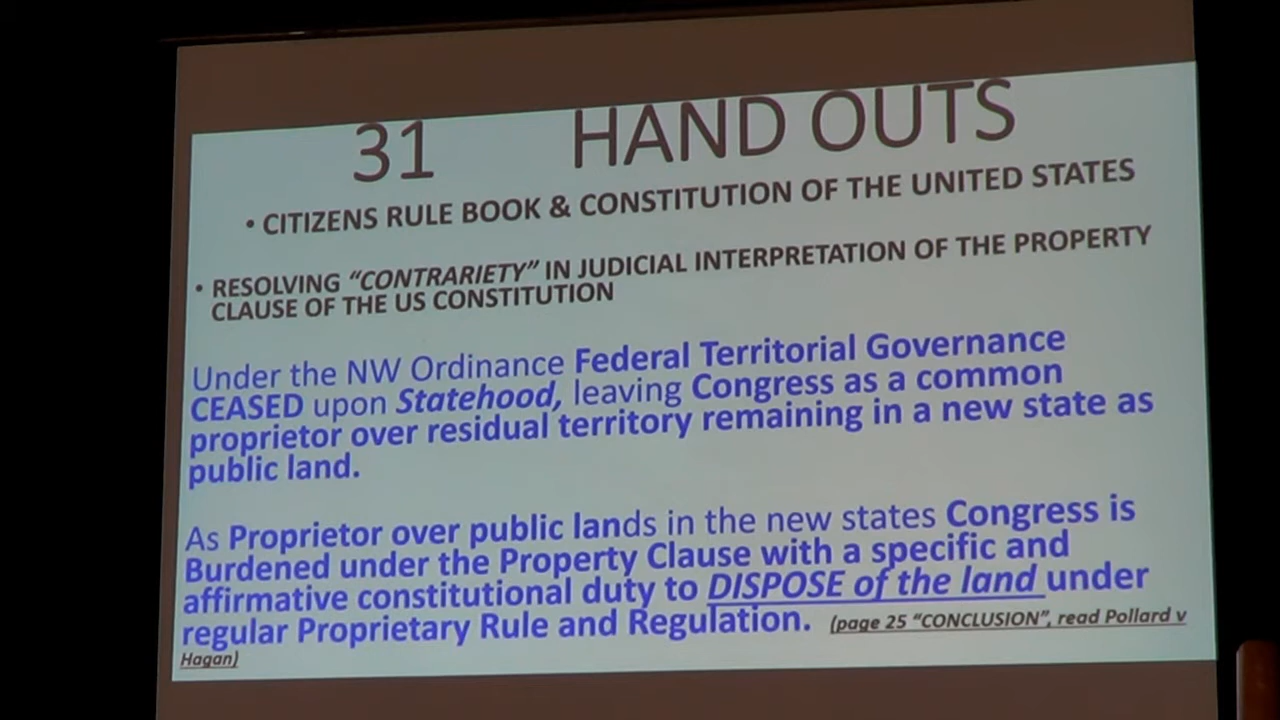 31 HAND OUTS
• CITIZENS RULE BOOK & CONSTITUTION OF THE UNITED STATES
• RESOLVING “CONTRARIETY” IN JUDICIAL INTERPRETATION OF THE PROPERTY
CLAUSE OF THE US CONSTITUTION
Under the NW Ordinance Federal Territorial Governance
CEASED upon Statehood, leaving Congress as a common
proprietor over residual territory remaining in a new state as
public land.
As Proprietor over public lands in the new states Congress is
Burdened under the Property Clause with a specific and
affirmative constitutional duty to DISPOSE of the land under
regular Proprietary Rule and Regulation. (page 25 “CONCLUSION”, read Pollard v
Hagan)